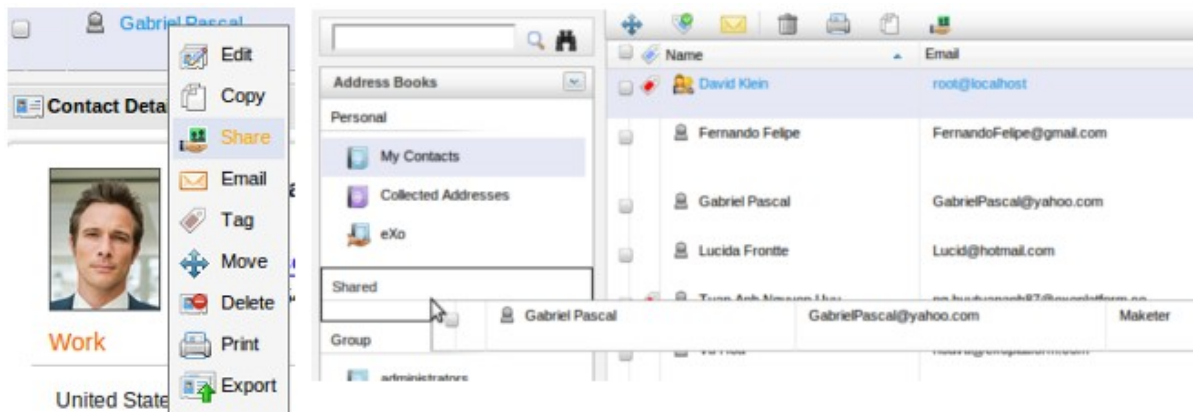 Gabriel Pascal
Edit
Copy
Contact Deta
Share
Email
Tag
Move
Delete
Work
Print
Export
United State
Address Books
Personal
My Contacts
Collected Addresses
eXo
Shared
Group
administrators
Name Email
David Klein root@localhost
Fernando Felipe FernandoFelipe@gmail.com
Gabriel Pascal GabrielPascal@yahoo.com
Lucida Frontte Lucid@hotmail.com
Gabriel Pascal GabrielPascal@yahoo.com Maketer